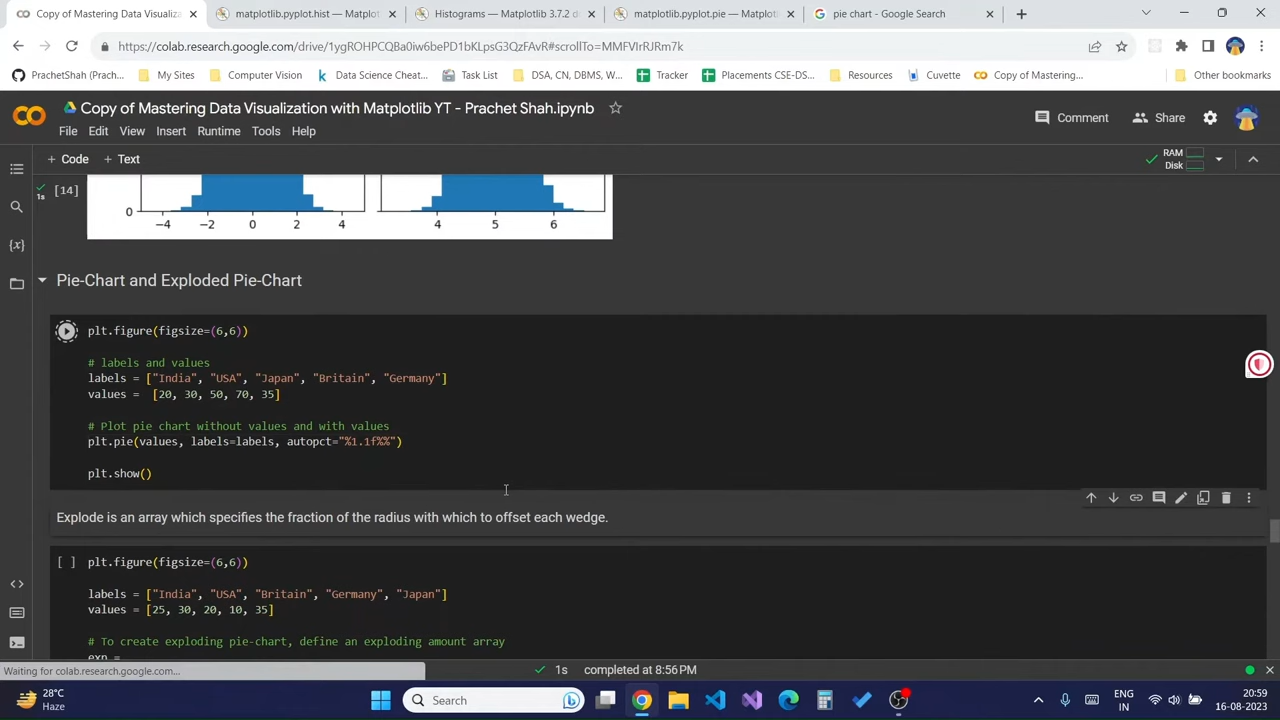 Copy of Mastering Data Visualiza
matplotlib.pyplot.hist — Matplotl
Histograms — Matplotlib 3.7.2 d
matplotlib.pyplot.pie — Matplotl
pie chart - Google Search
https://colab.research.google.com/drive/1ygROHPCQBa0iw6bePD1bKLpsG3QzFAvR#scrollTo=MMFVIrRJRm7k
PrachetShah (Prach...
My Sites
Computer Vision
Data Science Cheat...
Task List
DSA, CN, DBMS, W...
Tracker
Placements CSE-DS...
Resources
Cuvette
Copy of Mastering...
Other bookmarks
Copy of Mastering Data Visualization with Matplotlib YT - Prachet Shah.ipynb
File Edit View Insert Runtime Tools Help
Comment
Share
+ Code + Text
RAM
Disk
1s
[14]
0
−4 −2 0 2 4
4 5 6
Pie-Chart and Exploded Pie-Chart
plt.figure(figsize=(6,6))
# labels and values
labels = ["India", "USA", "Japan", "Britain", "Germany"]
values = [20, 30, 50, 70, 35]
# Plot pie chart without values and with values
plt.pie(values, labels=labels, autopct="%1.1f%%")
plt.show()
Explode is an array which specifies the fraction of the radius with which to offset each wedge.
[ ] plt.figure(figsize=(6,6))
labels = ["India", "USA", "Britain", "Germany", "Japan"]
values = [25, 30, 20, 10, 35]
# To create exploding pie-chart, define an exploding amount array
exp =
Waiting for colab.research.google.com...
1s completed at 8:56 PM
28°C
Haze
Search
ENG
IN
20:59
16-08-2023